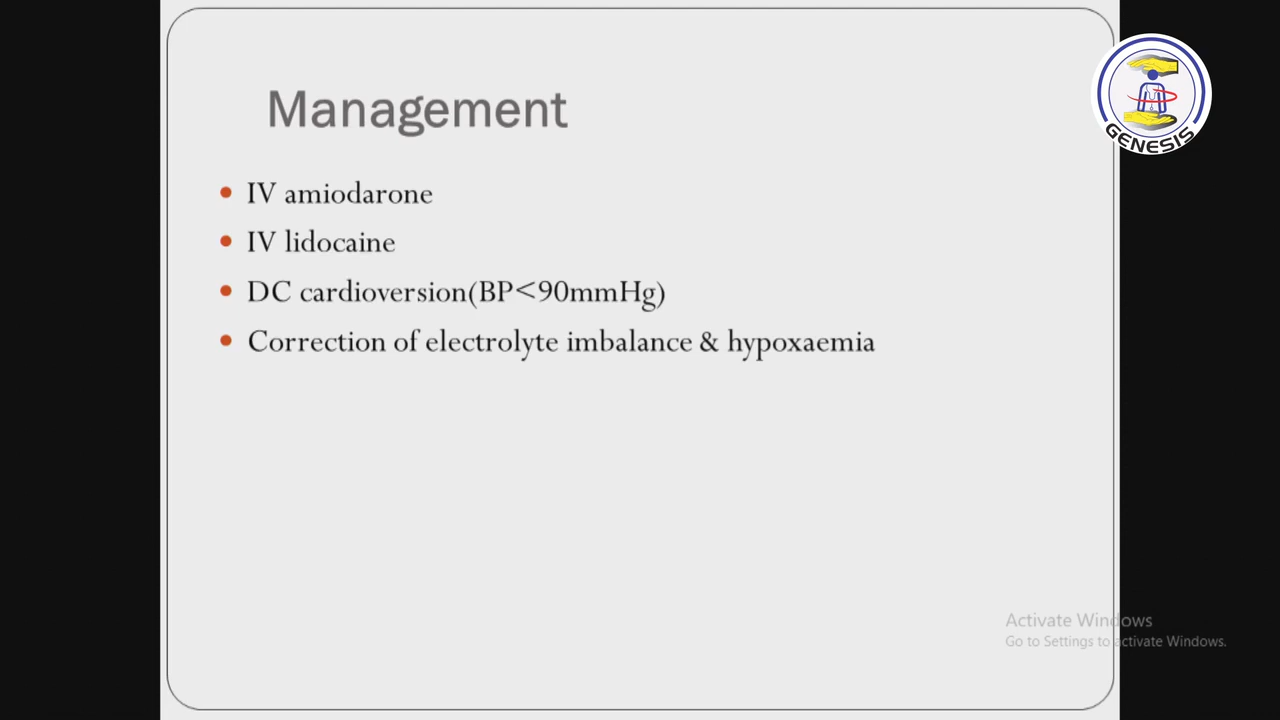 Management
GENESIS
• IV amiodarone
• IV lidocaine
• DC cardioversion(BP<90mmHg)
• Correction of electrolyte imbalance & hypoxaemia
Activate Windows
Go to Settings to activate Windows.